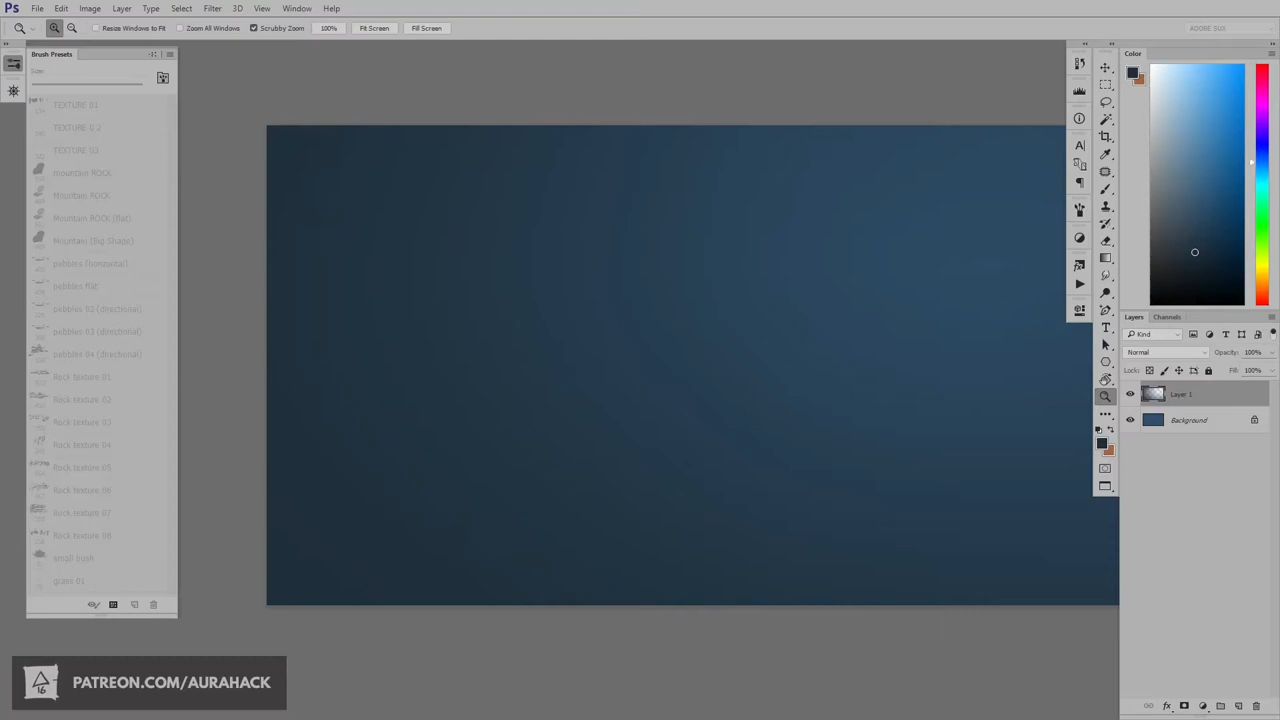 Ps File Edit Image Layer Type Select Filter 3D View Window Help
Resize Windows to Fit Zoom All Windows Scrubby Zoom 100% Fit Screen Fill Screen
Brush Presets
Size:
TEXTURE 01
TEXTURE 0 2
TEXTURE 03
mountain ROCK
Mountain ROCK
Mountain ROCK (flat)
Mountain (Big Shape)
pebbles (horizontal)
pebbles flat
pebbles 02 (directional)
pebbles 03 (directional)
pebbles 04 (directional)
Rock texture 01
Rock texture 02
Rock texture 03
Rock texture 04
Rock texture 05
Rock texture 06
Rock texture 07
Rock texture 08
small bush
grass 01
16
PATREON.COM/AURAHACK
Color
Layers Channels
Kind
Normal Opacity: 100%
Lock: Fill: 100%
Layer 1
Background